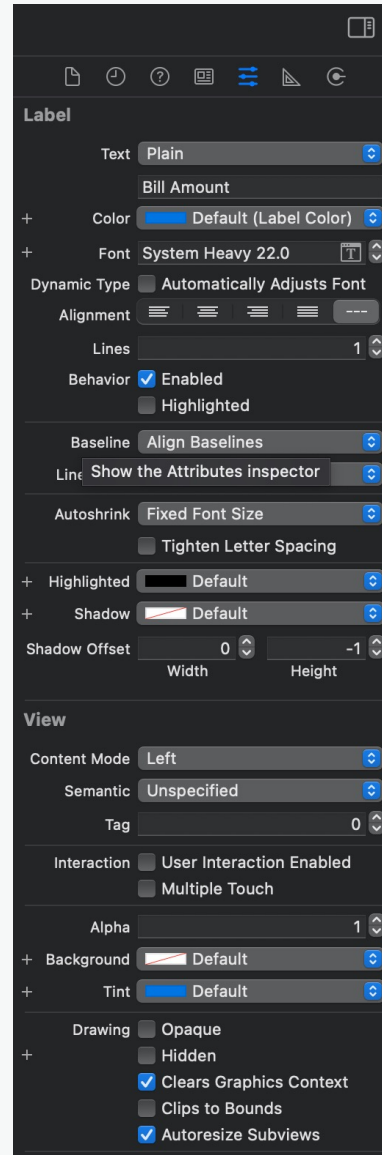 Label
Text Plain
Bill Amount
+ Color Default (Label Color)
+ Font System Heavy 22.0 T
Dynamic Type Automatically Adjusts Font
Alignment ---
Lines 1
Behavior Enabled
Highlighted
Baseline Align Baselines
Line
Show the Attributes inspector
Autoshrink Fixed Font Size
Tighten Letter Spacing
+ Highlighted Default
+ Shadow Default
Shadow Offset 0 -1
Width Height
View
Content Mode Left
Semantic Unspecified
Tag 0
Interaction User Interaction Enabled
Multiple Touch
Alpha 1
+ Background Default
+ Tint Default
Drawing Opaque
+ Hidden
Clears Graphics Context
Clips to Bounds
Autoresize Subviews